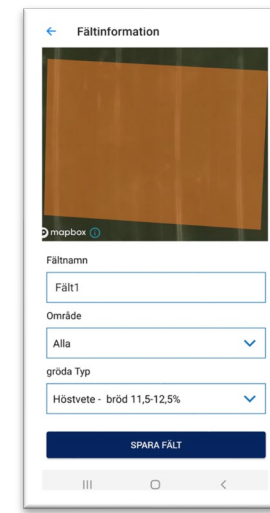 Fältinformation
mapbox
Fältnamn
Fält1
Område
Alla
gröda Typ
Höstvete - bröd 11,5-12,5%
SPARA FÄLT